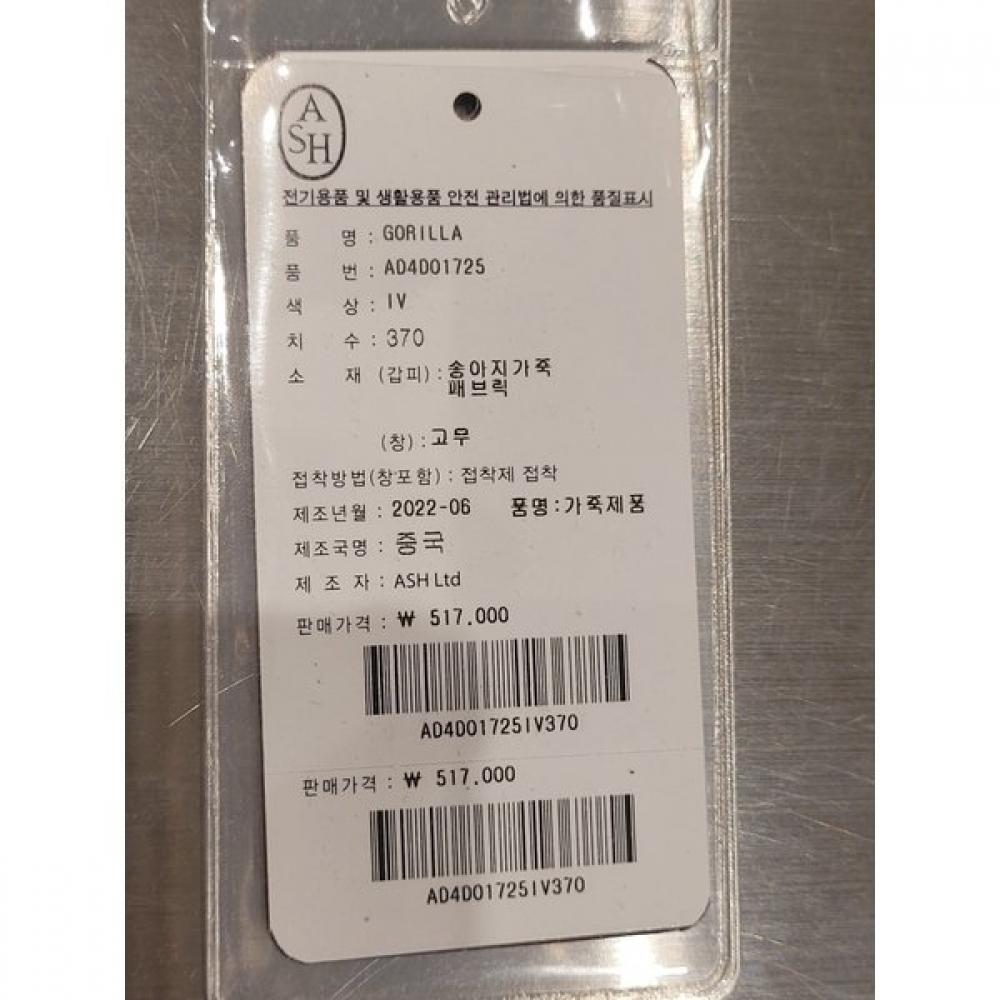 ASH
전기용품 및 생활용품 안전 관리법에 의한 품질표시
품 명 : GORILLA
품 번 : AD4D01725
색 상 : IV
치 수 : 370
소 재 (갑피) : 송아지가죽
패브릭
(창) : 고무
접착방법(창포함) : 접착제 접착
제조년월 : 2022-06 품명:가죽제품
제조국명 : 중국
제 조 자 : ASH Ltd
판매가격 : ₩ 517.000
AD4D01725IV370
판매가격 : ₩ 517.000
AD4D01725IV370